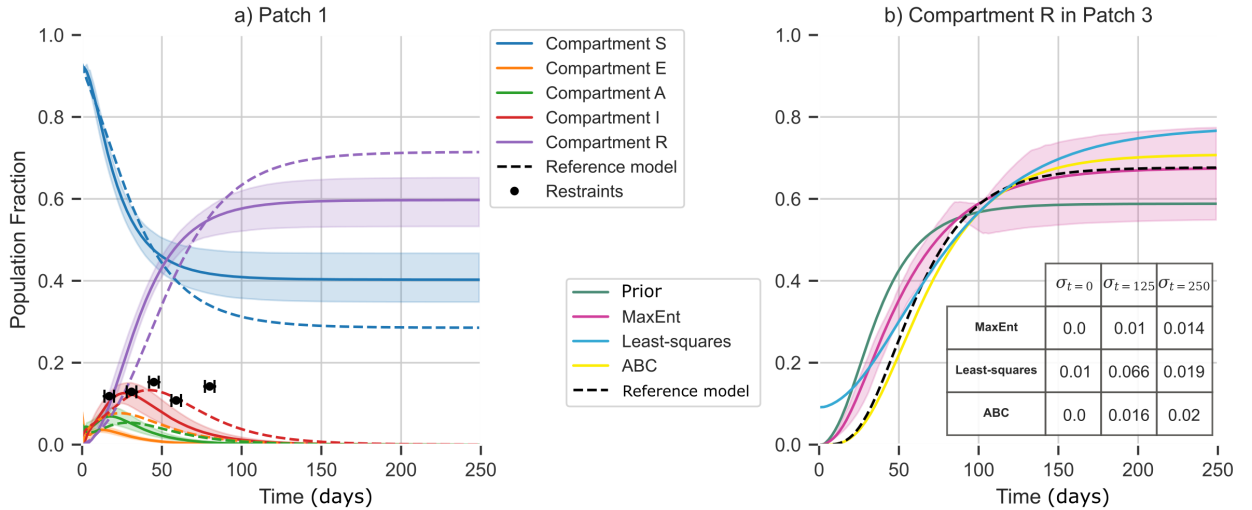 a) Patch 1
Population Fraction
1.0
0.8
0.6
0.4
0.2
0.0
0
50
100
150
200
250
Time (days)
Compartment S
Compartment E
Compartment A
Compartment I
Compartment R
Reference model
Restraints
Prior
MaxEnt
Least-squares
ABC
Reference model
b) Compartment R in Patch 3
1.0
0.8
0.6
0.4
0.2
0.0
0
50
100
150
200
250
Time (days)
σt=0 σt=125 σt=250
MaxEnt 0.0 0.01 0.014
Least-squares 0.01 0.066 0.019
ABC 0.0 0.016 0.02